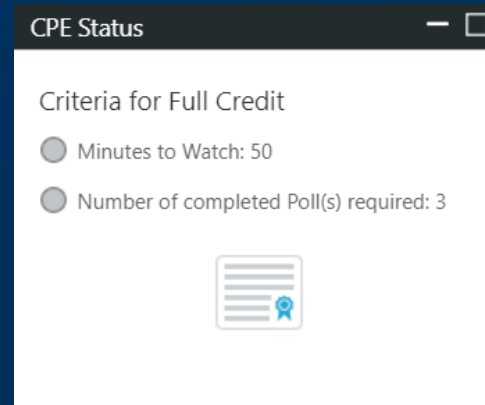 CPE Status
Criteria for Full Credit
Minutes to Watch: 50
Number of completed Poll(s) required: 3